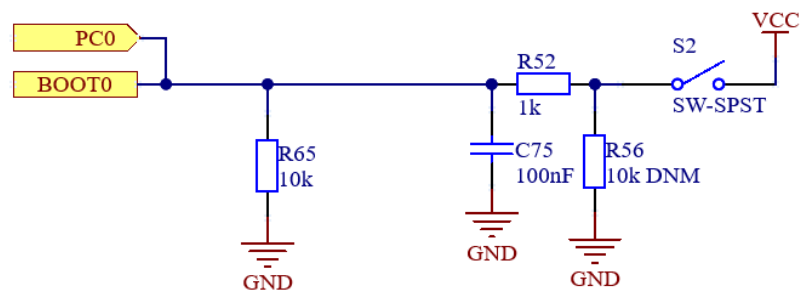 PC0
BOOT0
R65
10k
GND
C75
100nF
GND
R52
1k
R56
10k DNM
GND
S2
SW-SPST
VCC